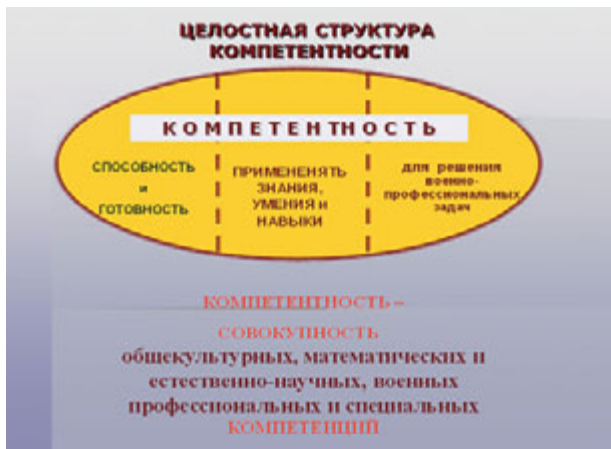 ЦЕЛОСТНАЯ СТРУКТУРА
КОМПЕТЕНТНОСТИ
КОМПЕТЕНТНОСТЬ
СПОСОБНОСТЬ
и
ГОТОВНОСТЬ
ПРИМЕНЕНЯТЬ
ЗНАНИЯ,
УМЕНИЯ и
НАВЫКИ
для решения
военно-
профессиональных
задач
КОМПЕТЕНТНОСТЬ –
СОВОКУПНОСТЬ
общекультурных, математических и
естественно-научных, военных
профессиональных и специальных
КОМПЕТЕНЦИЙ